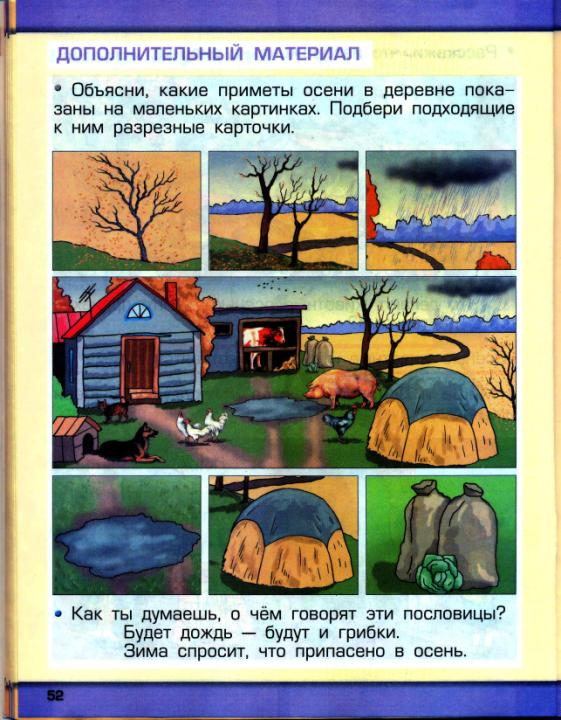 ДОПОЛНИТЕЛЬНЫЙ МАТЕРИАЛ
• Объясни, какие приметы осени в деревне пока-
заны на маленьких картинках. Подбери подходящие
к ним разрезные карточки.
• Как ты думаешь, о чём говорят эти пословицы?
Будет дождь — будут и грибки.
Зима спросит, что припасено в осень.
52